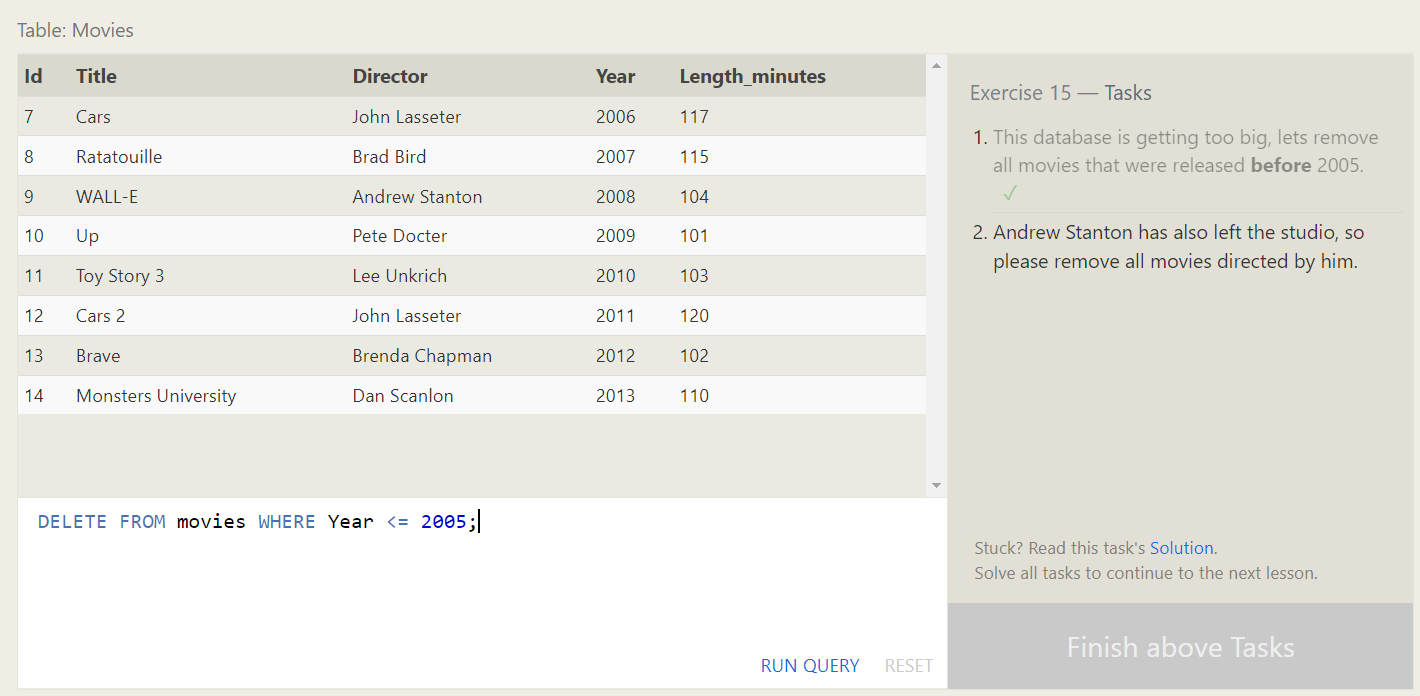 Table: Movies
Id Title Director Year Length_minutes
7 Cars John Lasseter 2006 117
8 Ratatouille Brad Bird 2007 115
9 WALL-E Andrew Stanton 2008 104
10 Up Pete Docter 2009 101
11 Toy Story 3 Lee Unkrich 2010 103
12 Cars 2 John Lasseter 2011 120
13 Brave Brenda Chapman 2012 102
14 Monsters University Dan Scanlon 2013 110
DELETE FROM movies WHERE Year <= 2005;
RUN QUERY RESET
Exercise 15 — Tasks
1. This database is getting too big, lets remove
all movies that were released before 2005.
✓
2. Andrew Stanton has also left the studio, so
please remove all movies directed by him.
Stuck? Read this task's Solution.
Solve all tasks to continue to the next lesson.
Finish above Tasks